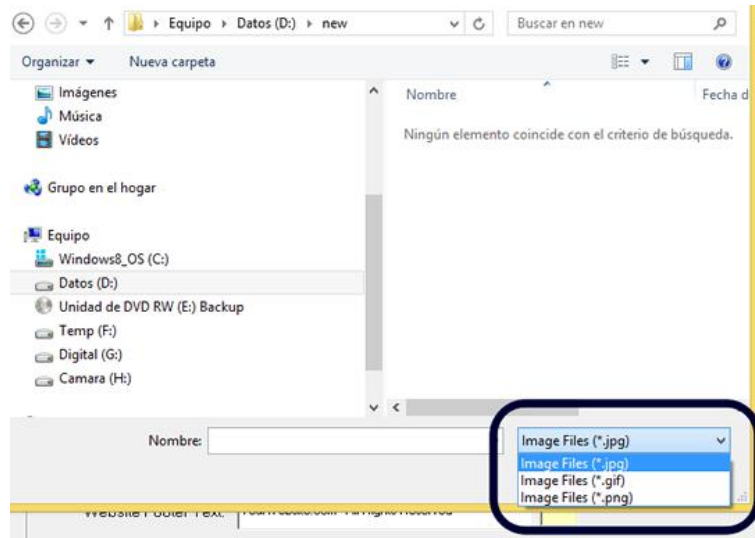 Equipo Datos (D:) new
Buscar en new
Organizar
Nueva carpeta
Imágenes
Música
Vídeos
Grupo en el hogar
Equipo
Windows8_OS (C:)
Datos (D:)
Unidad de DVD RW (E:) Backup
Temp (F:)
Digital (G:)
Camara (H:)
Nombre
Fecha d
Ningún elemento coincide con el criterio de búsqueda.
Nombre:
Image Files (*.jpg)
Image Files (*.jpg)
Image Files (*.gif)
Image Files (*.png)
Website Footer Text: